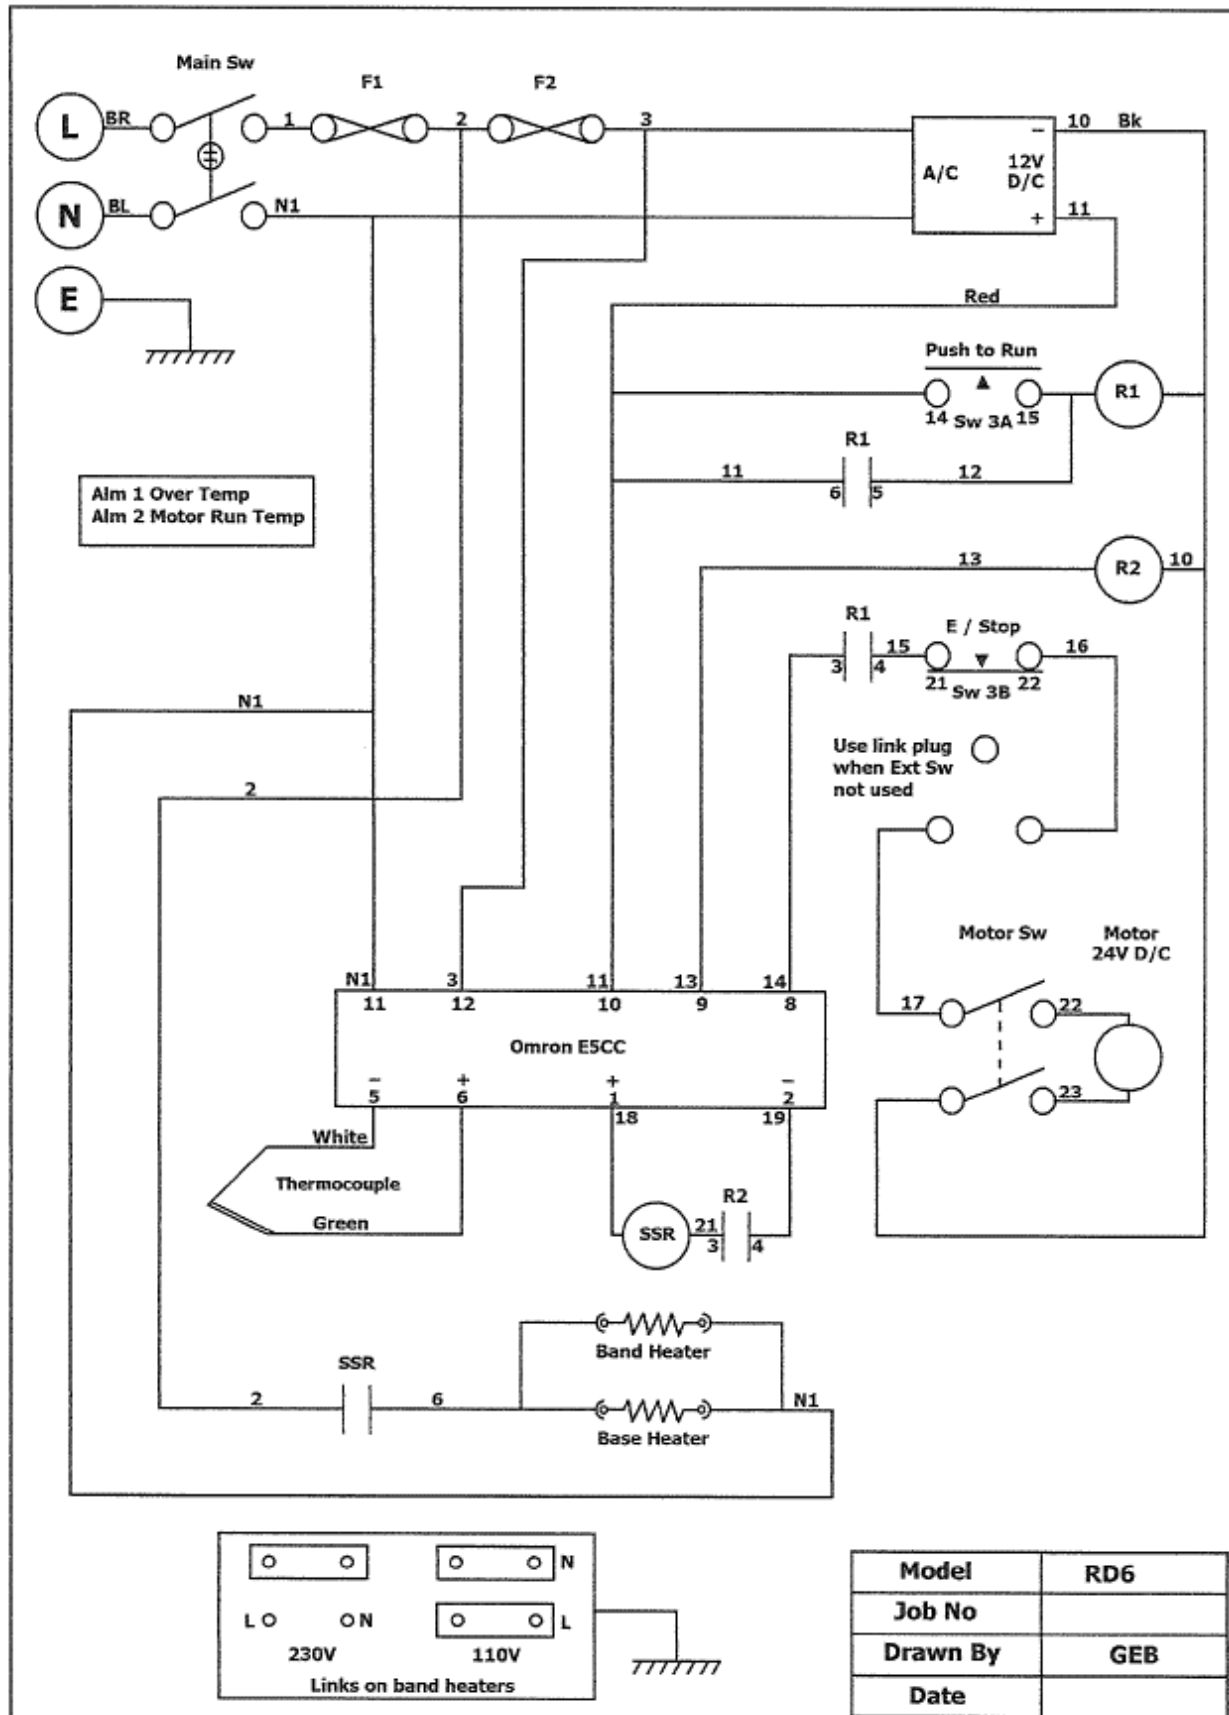 Main Sw
F1
F2
L
BR
1
2
3
N
BL
N1
E
A/C
12V
D/C
-
+
10
Bk
11
Red
Push to Run
14
Sw 3A
15
R1
R1
11
12
6
5
Alm 1 Over Temp
Alm 2 Motor Run Temp
13
R2
10
R1
3
4
15
E / Stop
16
21
Sw 3B
22
N1
2
Use link plug
when Ext Sw
not used
Motor Sw
Motor
24V D/C
17
22
23
N1
3
11
13
14
11
12
10
9
8
Omron E5CC
-
+
+
-
5
6
1
2
White
18
19
Thermocouple
Green
SSR
21
3
R2
4
Band Heater
SSR
2
6
N1
Base Heater
N
L
N
L
230V
110V
Links on band heaters
Model RD6
Job No
Drawn By GEB
Date